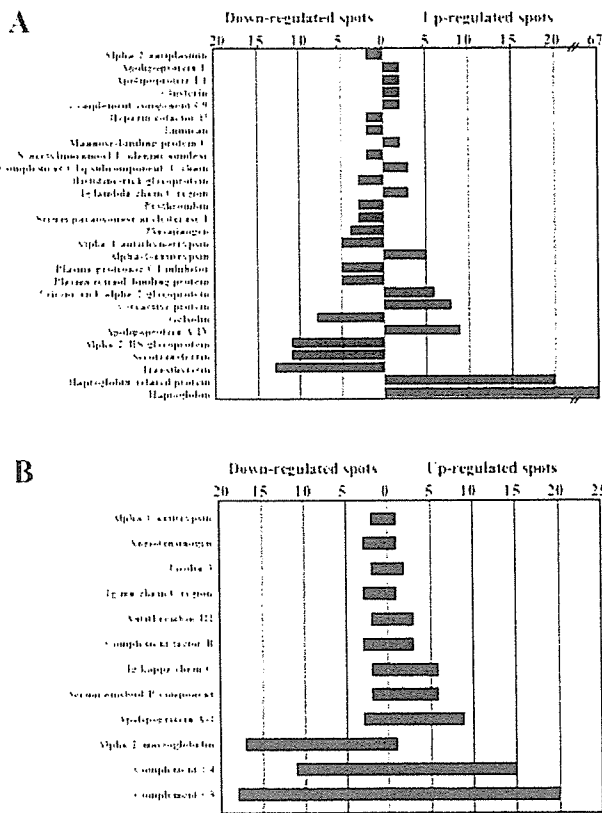 A
Down-regulated spots Up-regulated spots
20 15 10 5 0 5 10 15 20 67
Alpha-2-antiplasmin
Apolipoprotein
Apolipoprotein
Clusterin
Complement component C9
Heparin cofactor II
Lumican
Mannose-binding protein C
N-acetylmuramoyl-L-alanine amidase
Complement C1q subcomponent, C chain
Histidine-rich glycoprotein
Ig lambda chain C region
Prothrombin
Serum paraoxonase arylesterase 1
Plasminogen
Alpha-1-antichymotrypsin
Alpha-1-antitrypsin
Plasma protease C1 inhibitor
Plasma retinol-binding protein
Leucine-rich alpha-2-glycoprotein
C-reactive protein
Gelsolin
Apolipoprotein A-IV
Alpha-2-HS-glycoprotein
Serotransferrin
Transthyretin
Haptoglobin-related protein
Haptoglobin
B
Down-regulated spots Up-regulated spots
20 15 10 5 0 5 10 15 20 25
Alpha-1-antitrypsin
Angiotensinogen
Ficolin 3
Ig mu chain C region
Antithrombin III
Complement factor B
Ig kappa chain C
Serum amyloid P-component
Apolipoprotein A-I
Alpha-2-macroglobulin
Complement C4
Complement C3